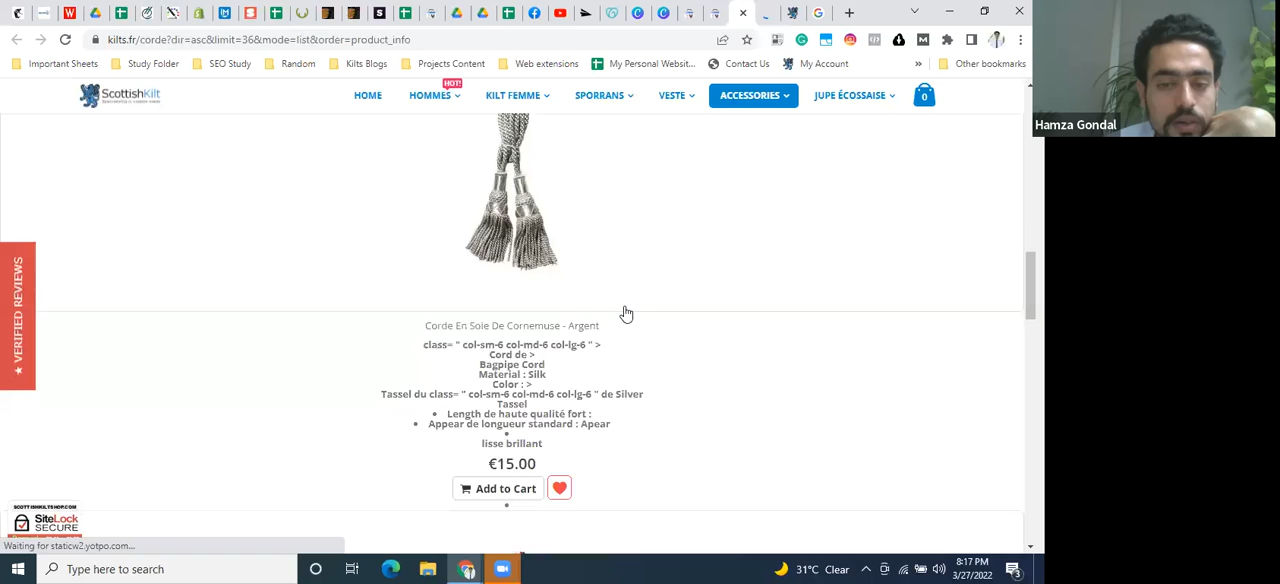 kilts.fr/corde?dir=asc&limit=36&mode=list&order=product_info
Important Sheets
Study Folder
SEO Study
Random
Kilts Blogs
Projects Content
Web extensions
My Personal Websit...
Contus Us
My Account
»
Other bookmarks
ScottishKilt
HOME
HOT!
HOMMES
KILT FEMME
SPORRANS
VESTE
ACCESSORIES
JUPE ÉCOSSAISE
0
Hamza Gondal
★ VERIFIED REVIEWS
Corde En Soie De Cornemuse - Argent
class= " col-sm-6 col-md-6 col-lg-6 " >
Cord de >
Bagpipe Cord
Material : Silk
Color : >
Tassel du class= " col-sm-6 col-md-6 col-lg-6 " de Silver
Tassel
• Length de haute qualité fort :
• Appear de longueur standard : Apear
•
lisse brillant
€15.00
Add to Cart
•
SCOTTISHKILTSHOP.COM
SiteLock
SECURE
Waiting for staticw2.yotpo.com...
Type here to search
31°C Clear
8:17 PM
3/27/2022